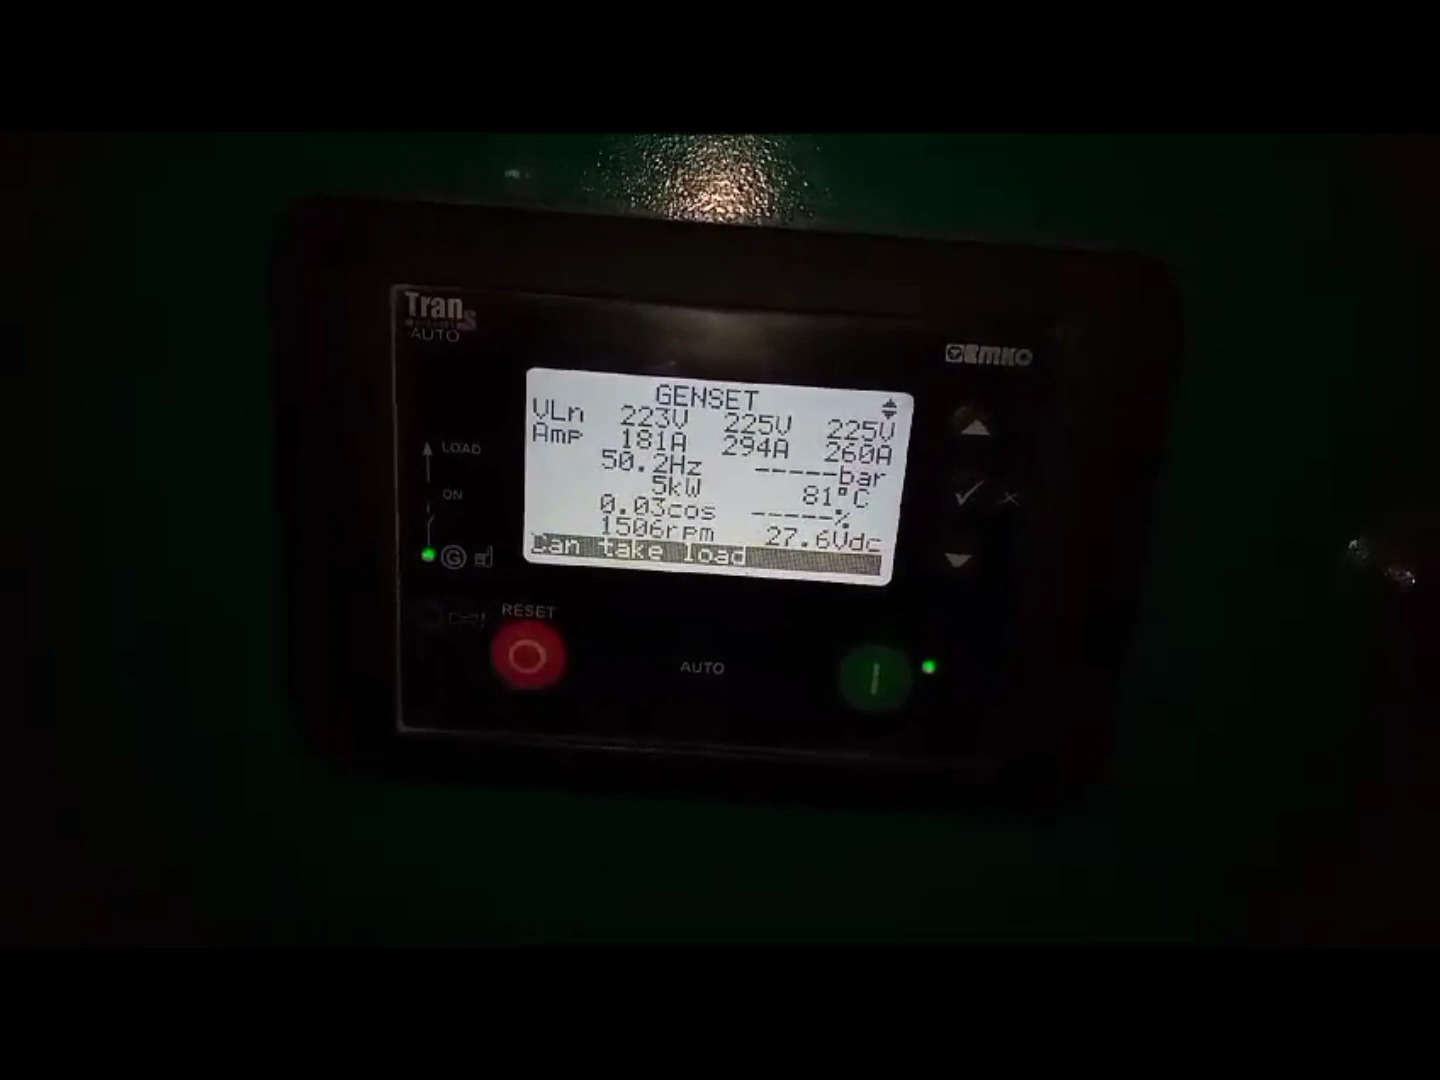 Trans
AUTO
EMKO
GENSET
VLn 223V 225V 225V
Amp 181A 294A 260A
50.2Hz -----bar
5kW 81°C
0.03cos -----%
1506rpm 27.6Vdc
Can take load
LOAD
ON
G
RESET
AUTO